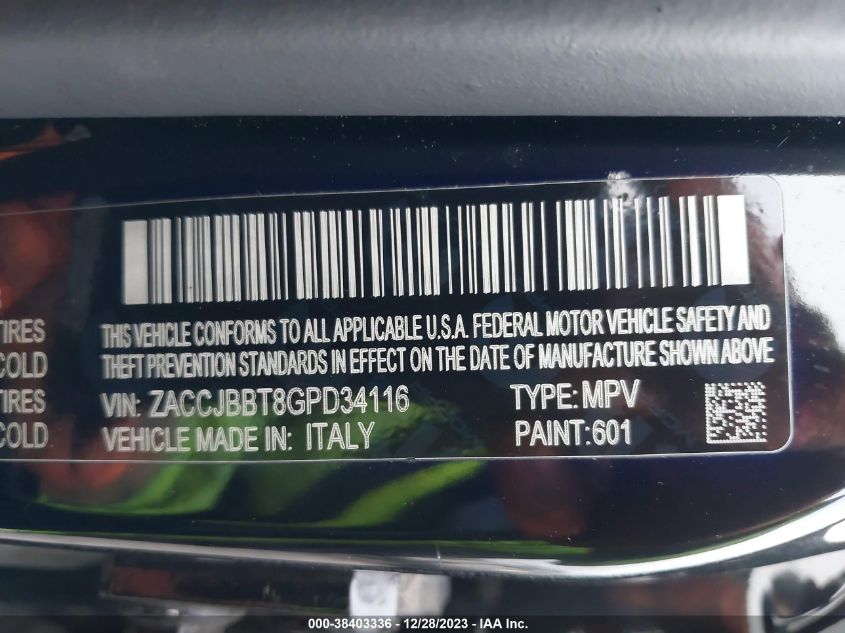 THIS VEHICLE CONFORMS TO ALL APPLICABLE U.S.A. FEDERAL MOTOR VEHICLE SAFETY AND
TIRES
THEFT PREVENTION STANDARDS IN EFFECT ON THE DATE OF MANUFACTURE SHOWN ABOVE
COLD
VIN: ZACCJBBT8GPD34116 TYPE: MPV
TIRES
VEHICLE MADE IN: ITALY PAINT:601
COLD
000-38403336 - 12/28/2023 - IAA Inc.